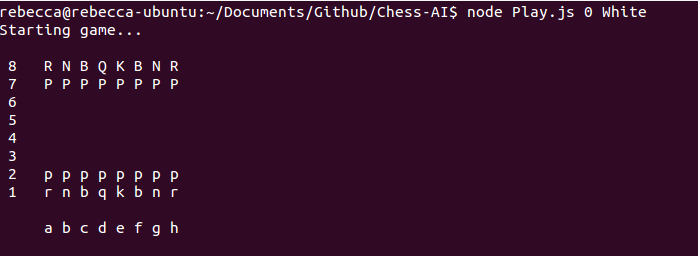 rebecca@rebecca-ubuntu:~/Documents/Github/Chess-AI$ node Play.js 0 White
Starting game...
8 R N B Q K B N R
7 P P P P P P P P
6
5
4
3
2 p p p p p p p p
1 r n b q k b n r
a b c d e f g h